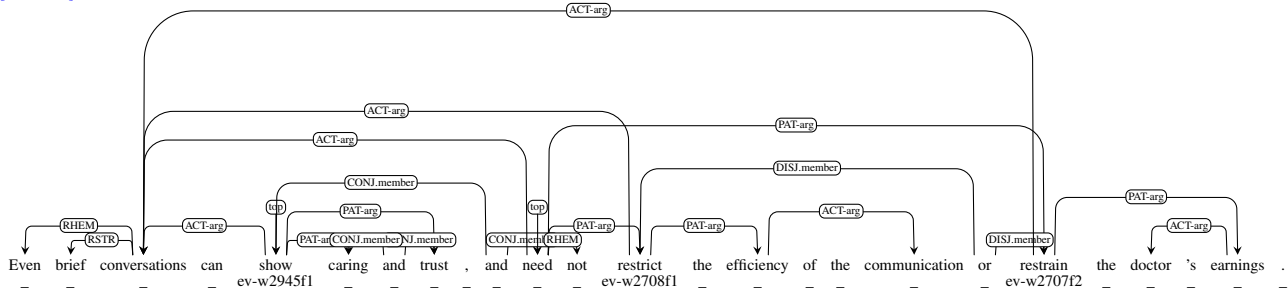 ACT-arg
ACT-arg
PAT-arg
ACT-arg
DISJ.member
CONJ.member
top top
PAT-arg PAT-arg
RHEM ACT-arg PAT-arg PAT-arg ACT-arg ACT-arg
RSTR CONJ.member RHEM DISJ.member
Even brief conversations can show caring and trust , and need not restrict the efficiency of the communication or restrain the doctor 's earnings .
_ _ _ _ ev-w2945f1 _ _ _ _ _ _ _ ev-w2708f1 _ _ _ _ _ _ ev-w2707f2 _ _ _ _ _